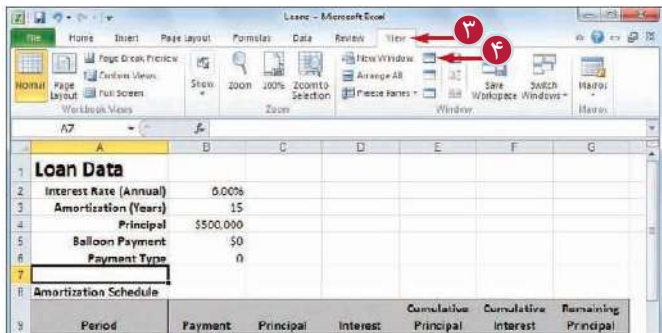 Loans - Microsoft Excel
File Home Insert Page Layout Formulas Data Review View
۳
۴
Normal Page Layout Page Break Preview Custom Views Full Screen
Show Zoom 100% Zoom to Selection
New Window Arrange All Freeze Panes
Save Workspace Switch Windows Macros
Workbook Views Zoom Window Macros
A7 fx
A B C D E F G
1 Loan Data
2 Interest Rate (Annual) 6.00%
3 Amortization (Years) 15
4 Principal $500,000
5 Balloon Payment $0
6 Payment Type 0
7
8 Amortization Schedule
9 Period Payment Principal Interest Cumulative Principal Cumulative Interest Remaining Principal